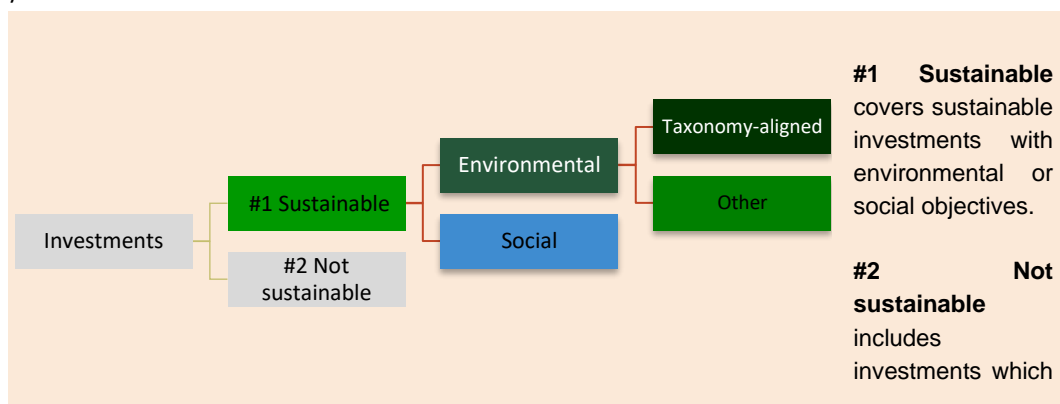 Investments
#1 Sustainable
#2 Not
sustainable
Environmental
Social
Taxonomy-aligned
Other
#1 Sustainable
covers sustainable
investments with
environmental or
social objectives.
#2 Not
sustainable
includes
investments which